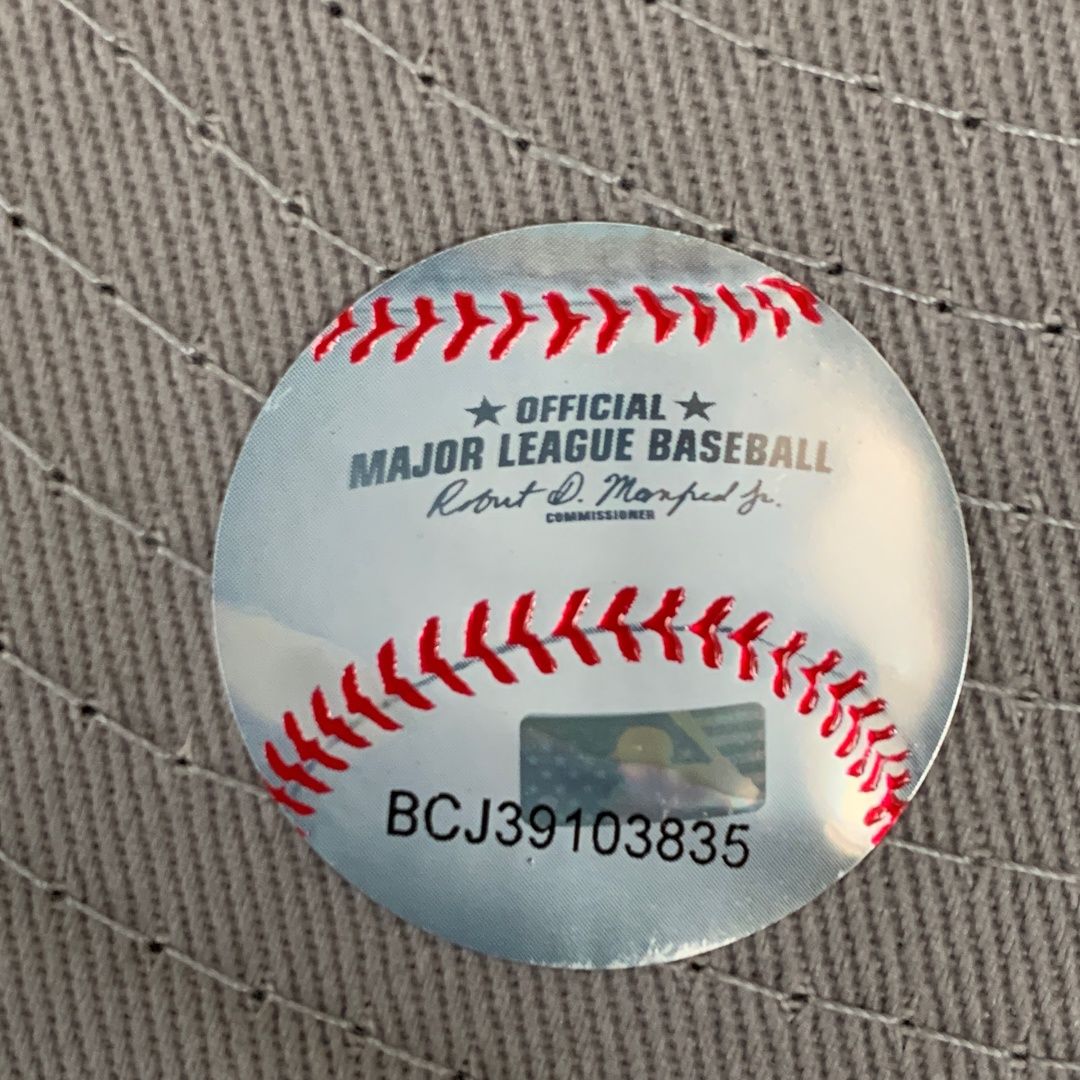 ★ OFFICIAL ★
MAJOR LEAGUE BASEBALL
Robert D. Manfred Jr.
COMMISSIONER
BCJ39103835